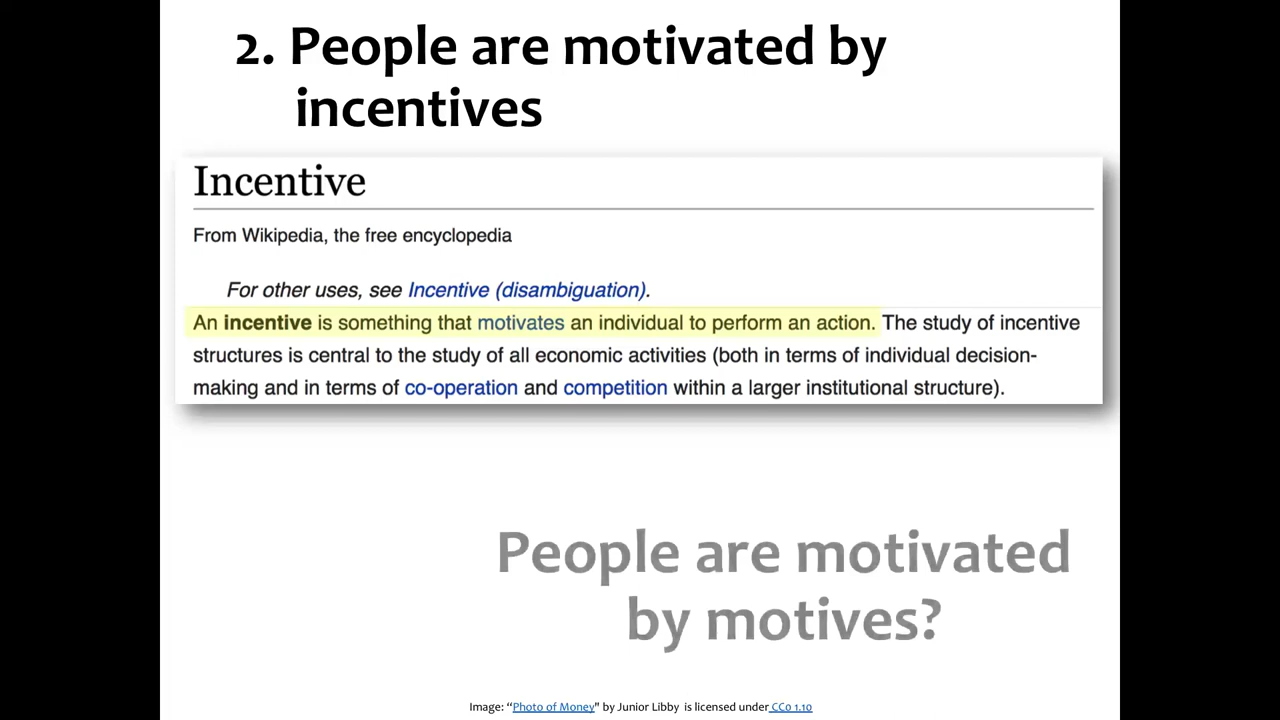 2. People are motivated by
incentives
Incentive
From Wikipedia, the free encyclopedia
For other uses, see Incentive (disambiguation).
An incentive is something that motivates an individual to perform an action. The study of incentive
structures is central to the study of all economic activities (both in terms of individual decision-
making and in terms of co-operation and competition within a larger institutional structure).
People are motivated
by motives?
Image: “Photo of Money" by Junior Libby is licensed under CC0 1.10